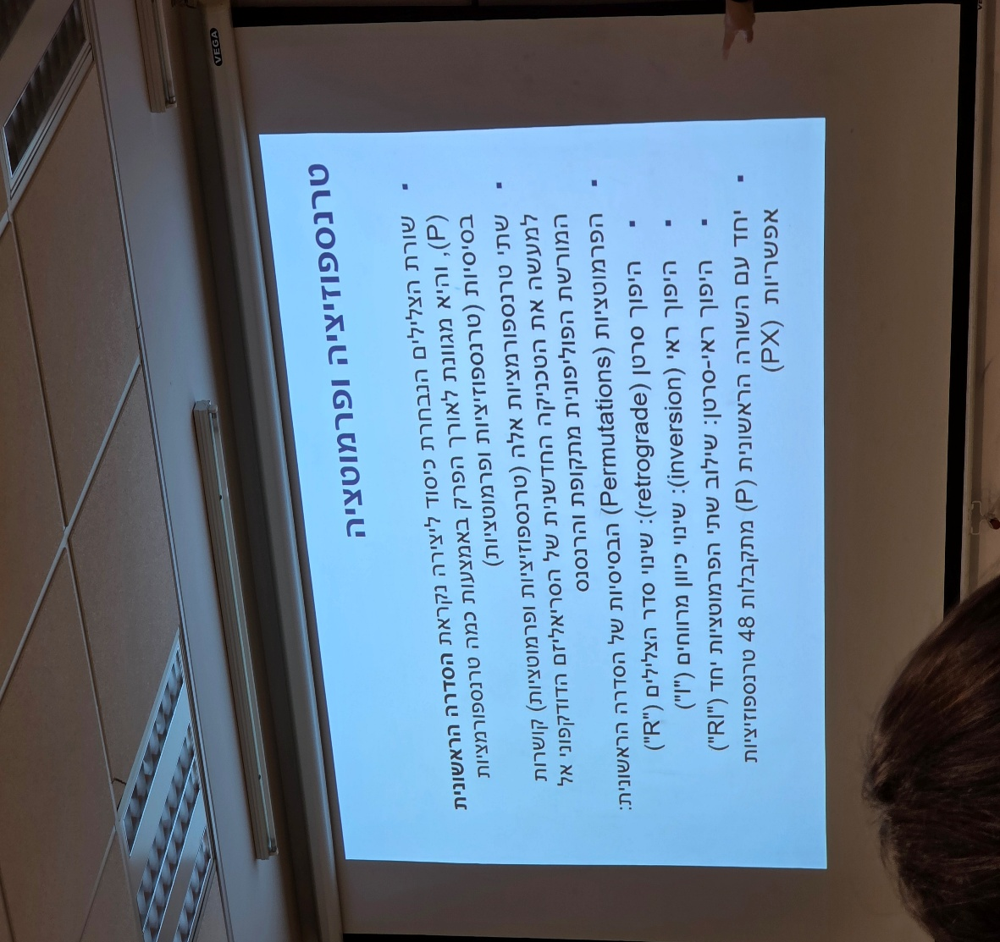 VEGA
טרנספוזיציה ופרמוטציה
שורת הצלילים הנבחרת כיסוד ליצירה נקראת הסדרה הראשונית
(P), והיא מגוונת לאורך הפרק באמצעות כמה טרנספורמציות
בסיסיות (טרנספוזיציות ופרמוטציות)
שתי טרנספורמציות אלה (טרנספוזיציות ופרמוטציות) קושרות
למעשה את הטכניקה החדשנית של הסריאליזם הדודקפוני אל
המורשת הפוליפונית מתקופת הרנסנס
הפרמוטציות (Permutations) הבסיסיות של הסדרה הראשונית:
היפוך סרטן (retrograde): שינוי סדר הצלילים ("R")
היפוך ראי (inversion): שינוי כיוון מרווחים ("I")
היפוך ראי-סרטן: שילוב שתי הפרמוטציות יחד ("RI")
יחד עם השורה הראשונית (P) מתקבלות 48 טרנספוזיציות
אפשריות (PX)